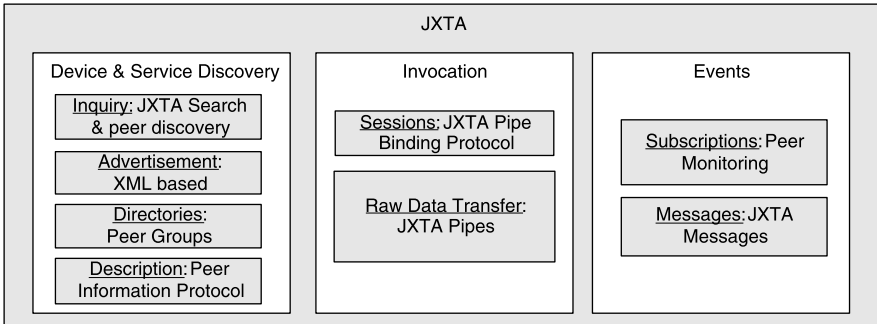 JXTA
Device & Service Discovery
Inquiry: JXTA Search
& peer discovery
Advertisement:
XML based
Directories:
Peer Groups
Description: Peer
Information Protocol
Invocation
Sessions: JXTA Pipe
Binding Protocol
Raw Data Transfer:
JXTA Pipes
Events
Subscriptions: Peer
Monitoring
Messages: JXTA
Messages